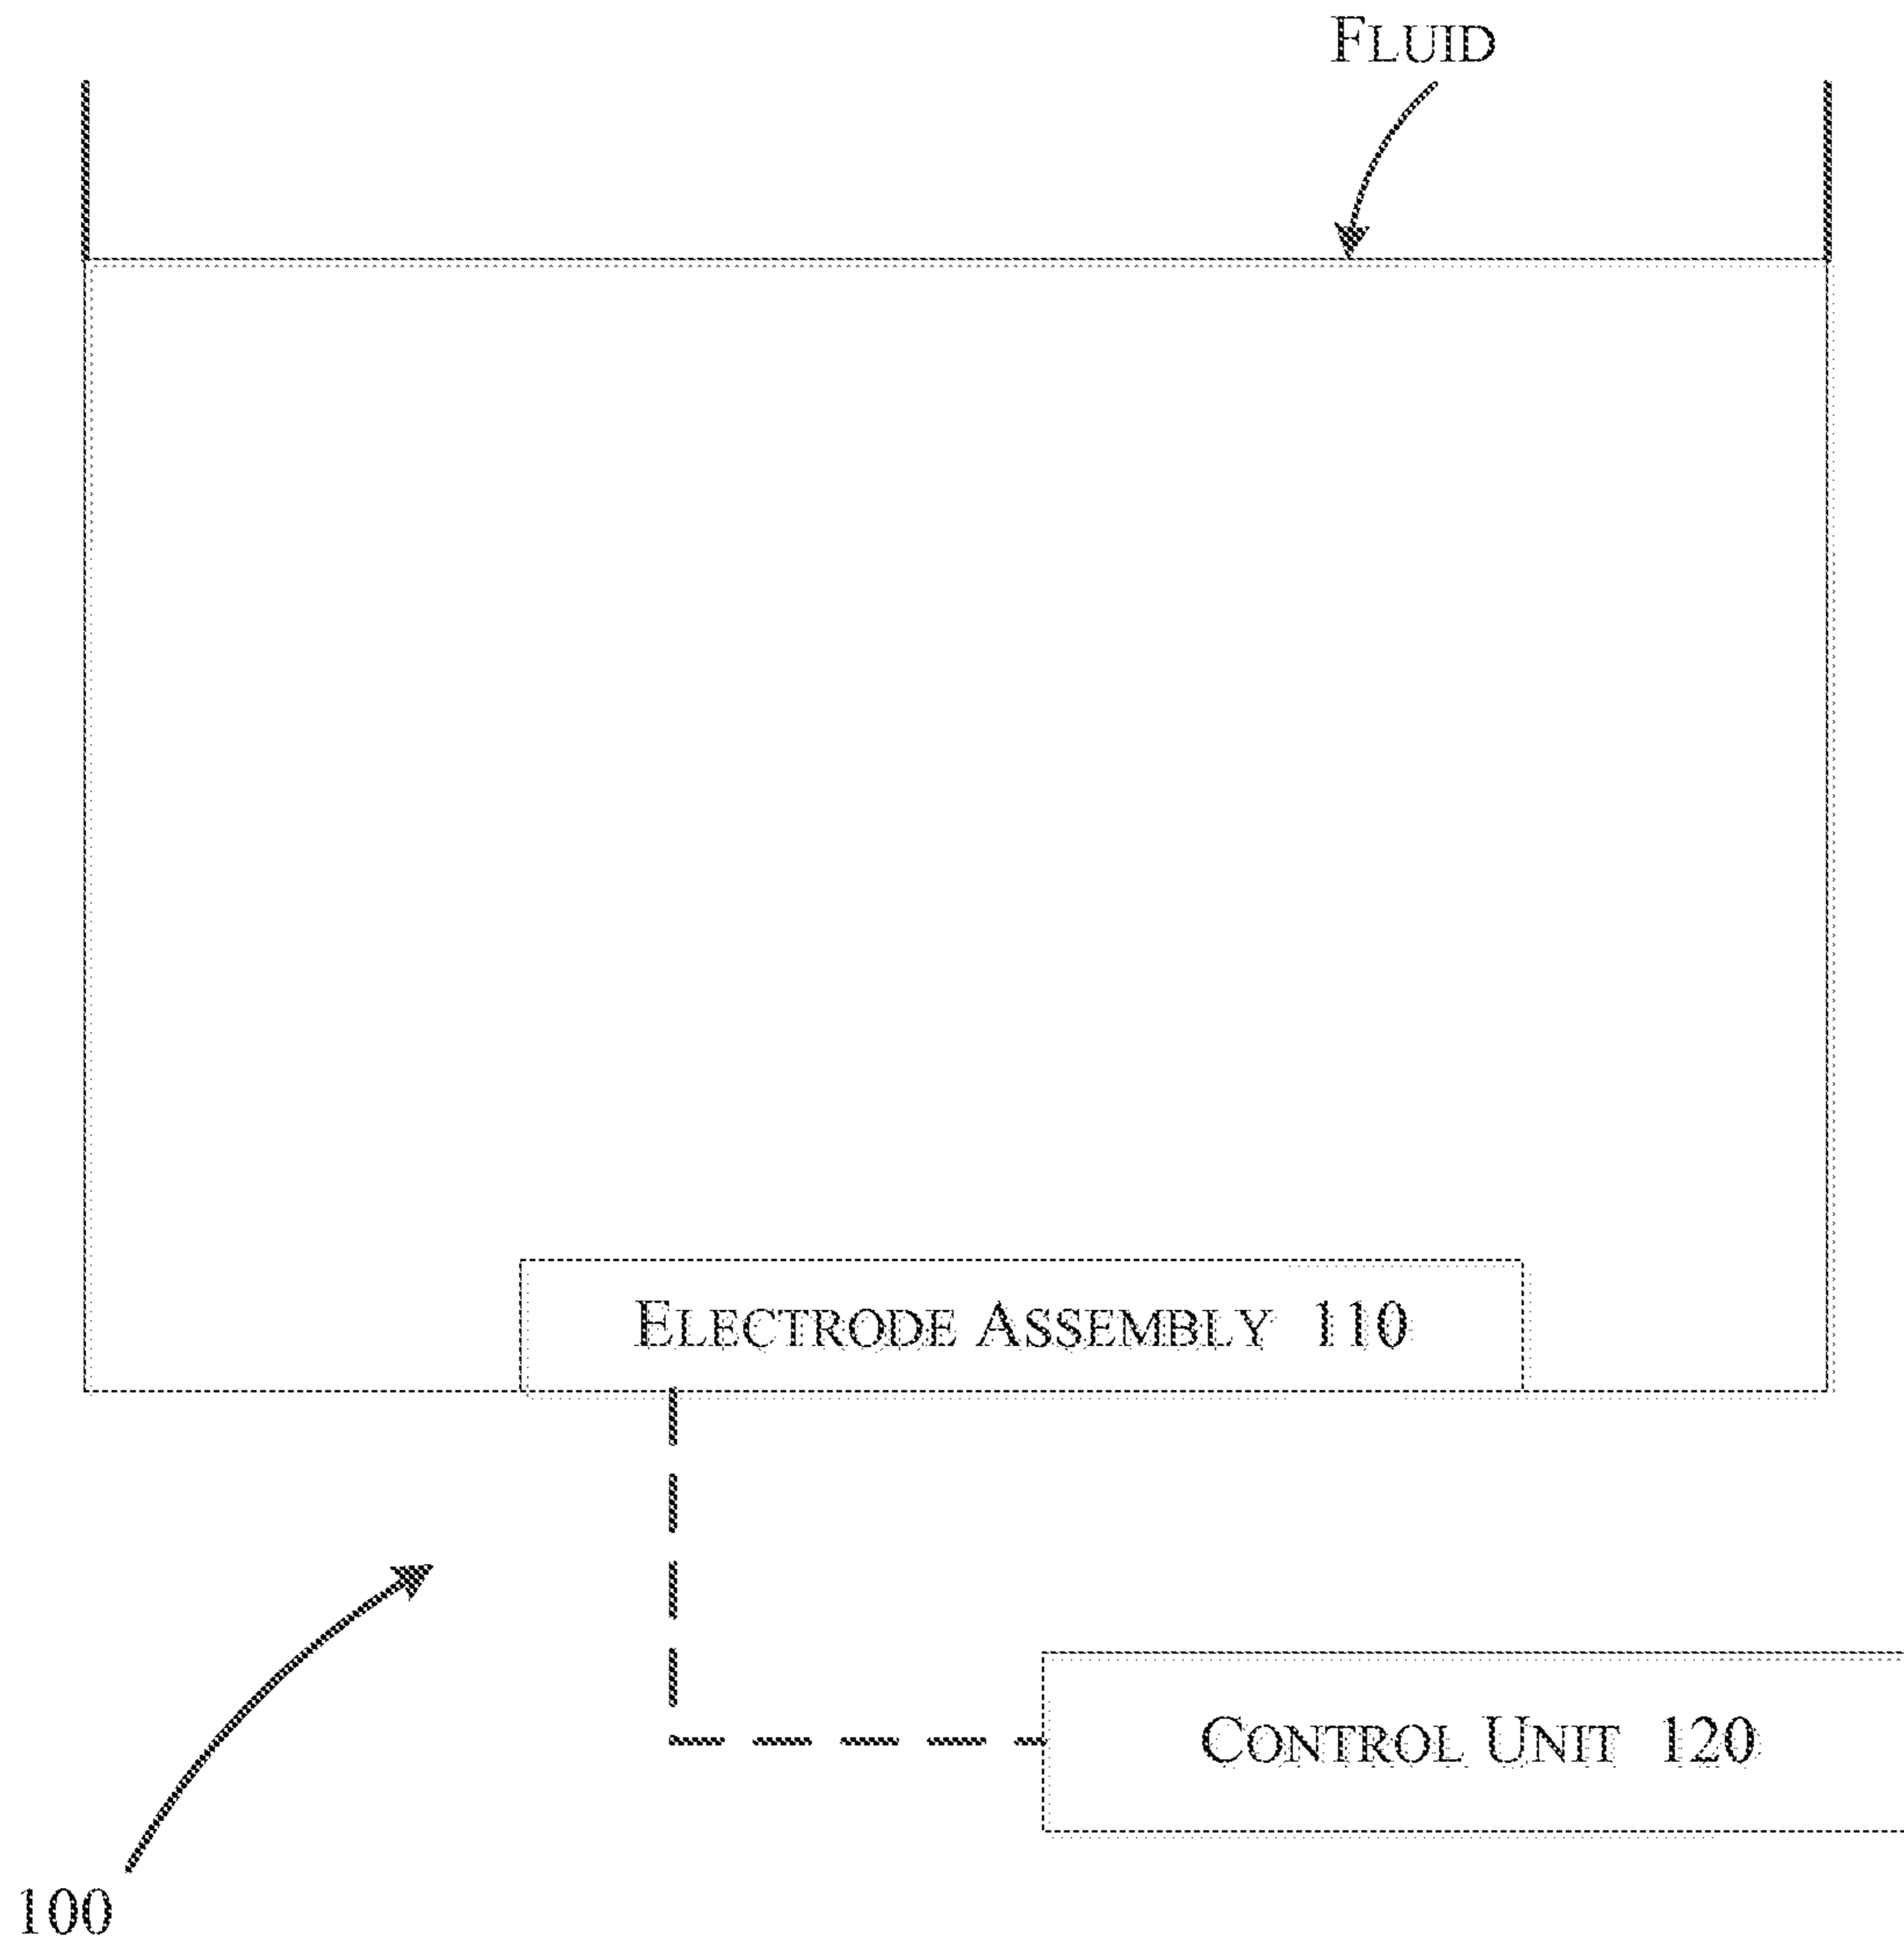 FLUID
ELECTRODE ASSEMBLY 110
CONTROL UNIT 120
100